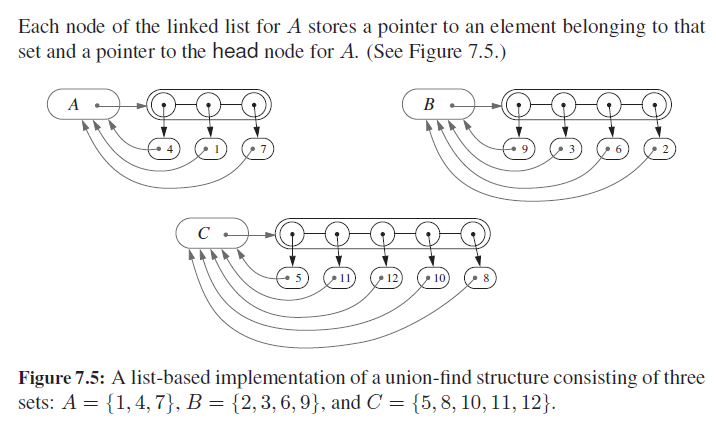 Each node of the linked list for A stores a pointer to an element belonging to that
set and a pointer to the head node for A. (See Figure 7.5.)
A
B
4 1 7
9 3 6 2
C
5 11 12 10 8
Figure 7.5: A list-based implementation of a union-find structure consisting of three
sets: A = {1,4,7}, B = {2,3,6,9}, and C = {5,8,10,11,12}.